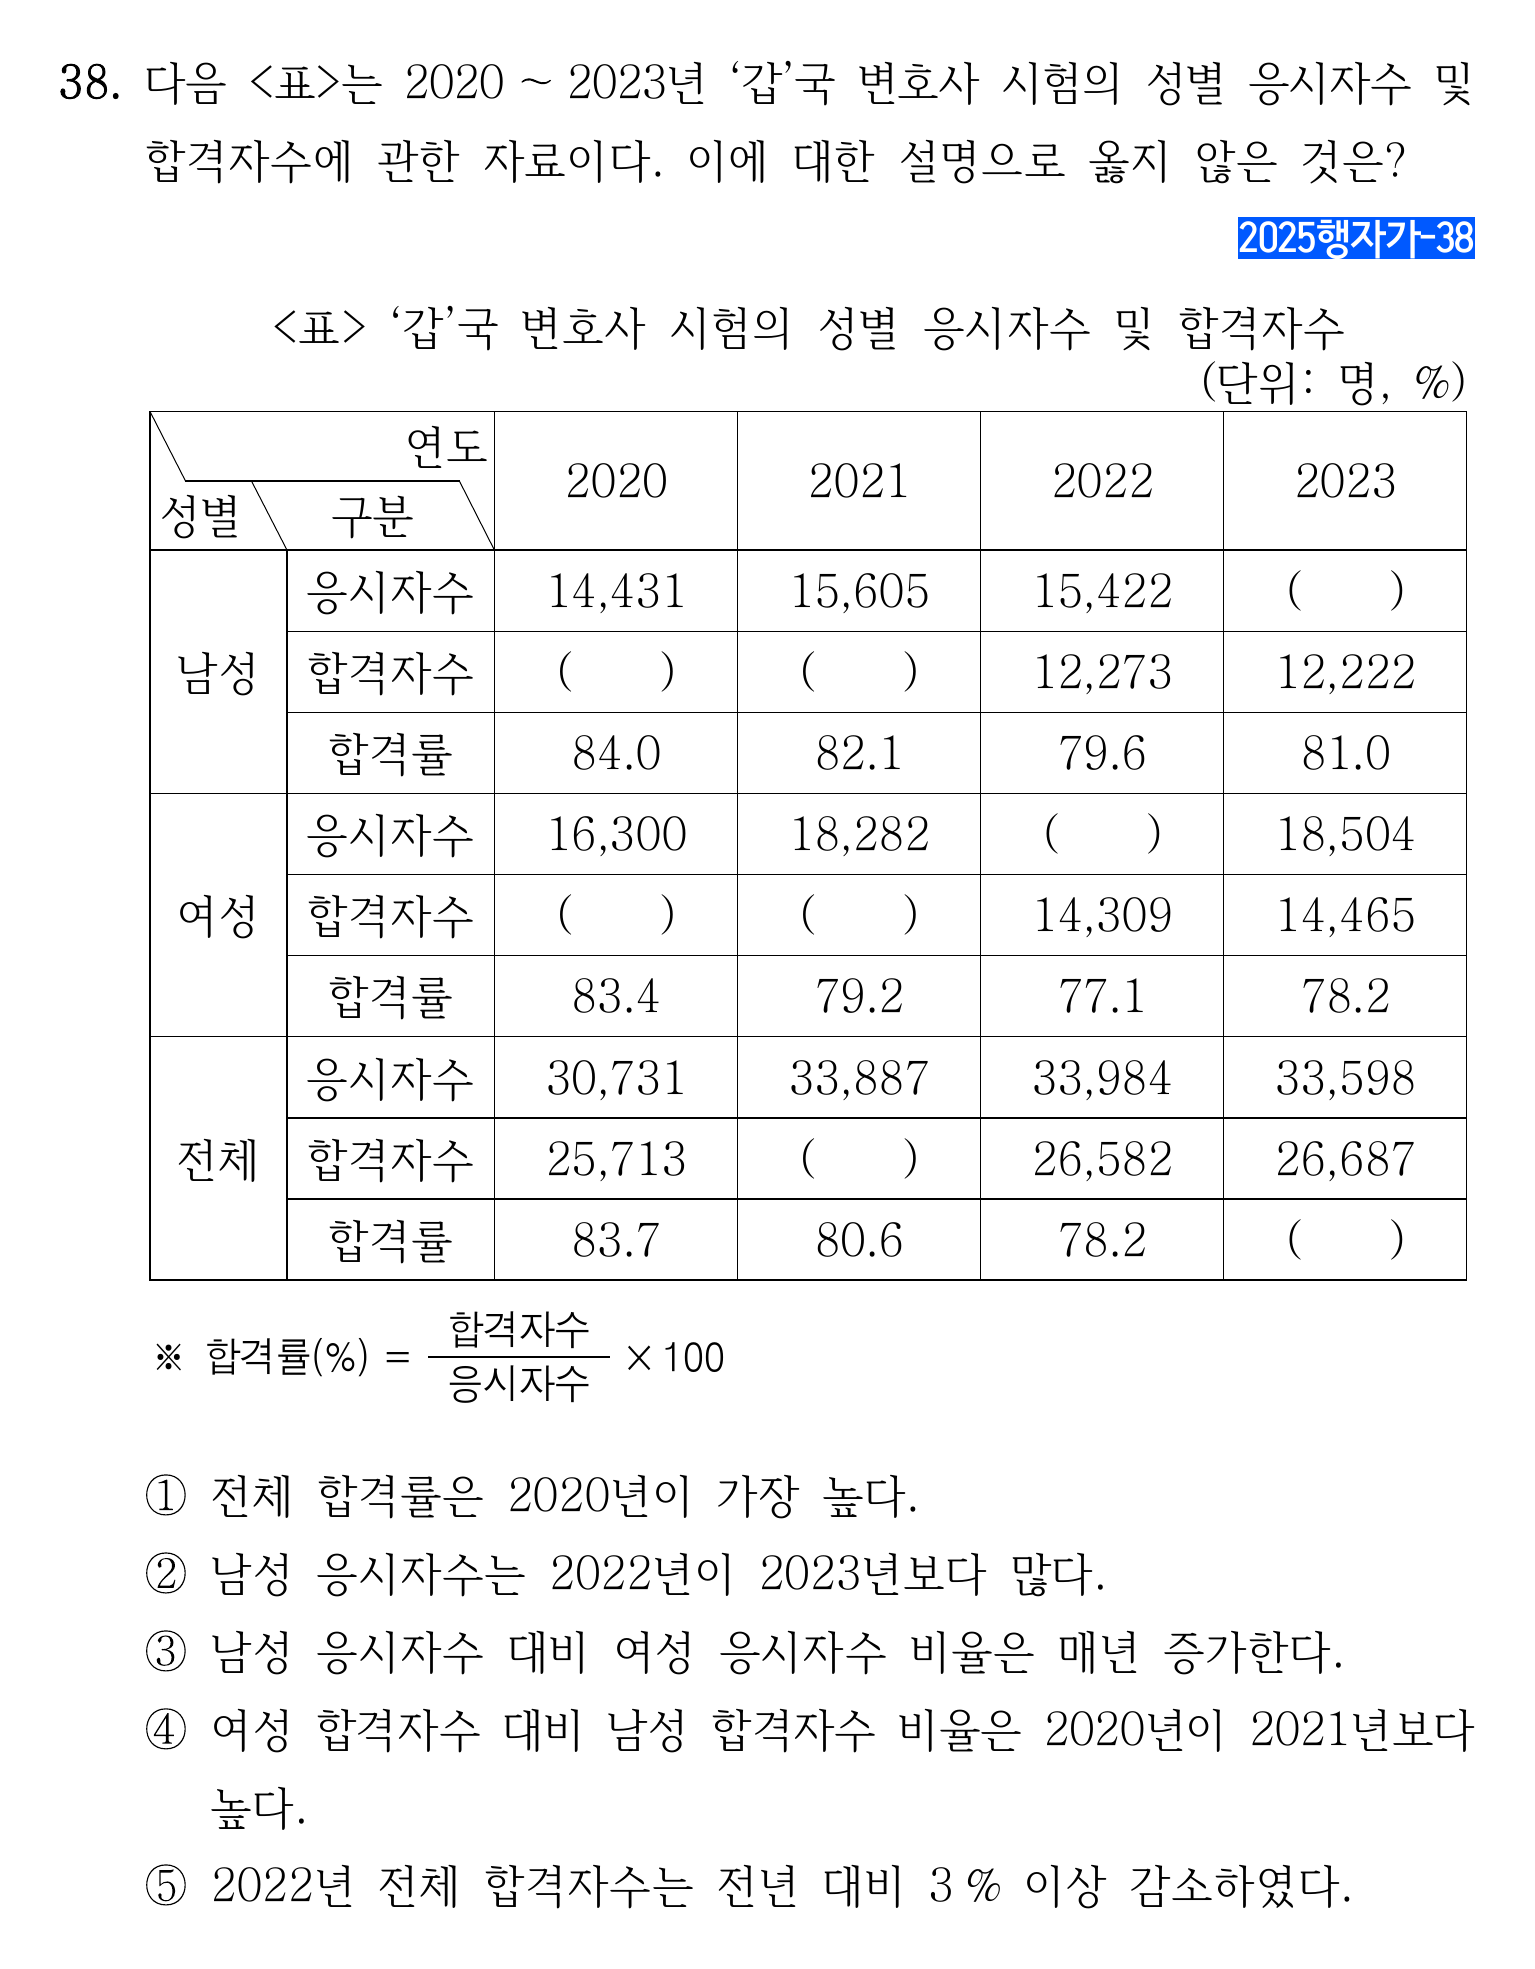 38. 다음 <표>는 2020 ~ 2023년 ‘갑’국 변호사 시험의 성별 응시자수 및
합격자수에 관한 자료이다. 이에 대한 설명으로 옳지 않은 것은?
2025행자가-38
<표> ‘갑’국 변호사 시험의 성별 응시자수 및 합격자수
(단위: 명, %)
연도
성별 구분 2020 2021 2022 2023
남성 응시자수 14,431 15,605 15,422 ( )
합격자수 ( ) ( ) 12,273 12,222
합격률 84.0 82.1 79.6 81.0
여성 응시자수 16,300 18,282 ( ) 18,504
합격자수 ( ) ( ) 14,309 14,465
합격률 83.4 79.2 77.1 78.2
전체 응시자수 30,731 33,887 33,984 33,598
합격자수 25,713 ( ) 26,582 26,687
합격률 83.7 80.6 78.2 ( )
※ 합격률(%) = 합격자수 / 응시자수 × 100
① 전체 합격률은 2020년이 가장 높다.
② 남성 응시자수는 2022년이 2023년보다 많다.
③ 남성 응시자수 대비 여성 응시자수 비율은 매년 증가한다.
④ 여성 합격자수 대비 남성 합격자수 비율은 2020년이 2021년보다
높다.
⑤ 2022년 전체 합격자수는 전년 대비 3 % 이상 감소하였다.